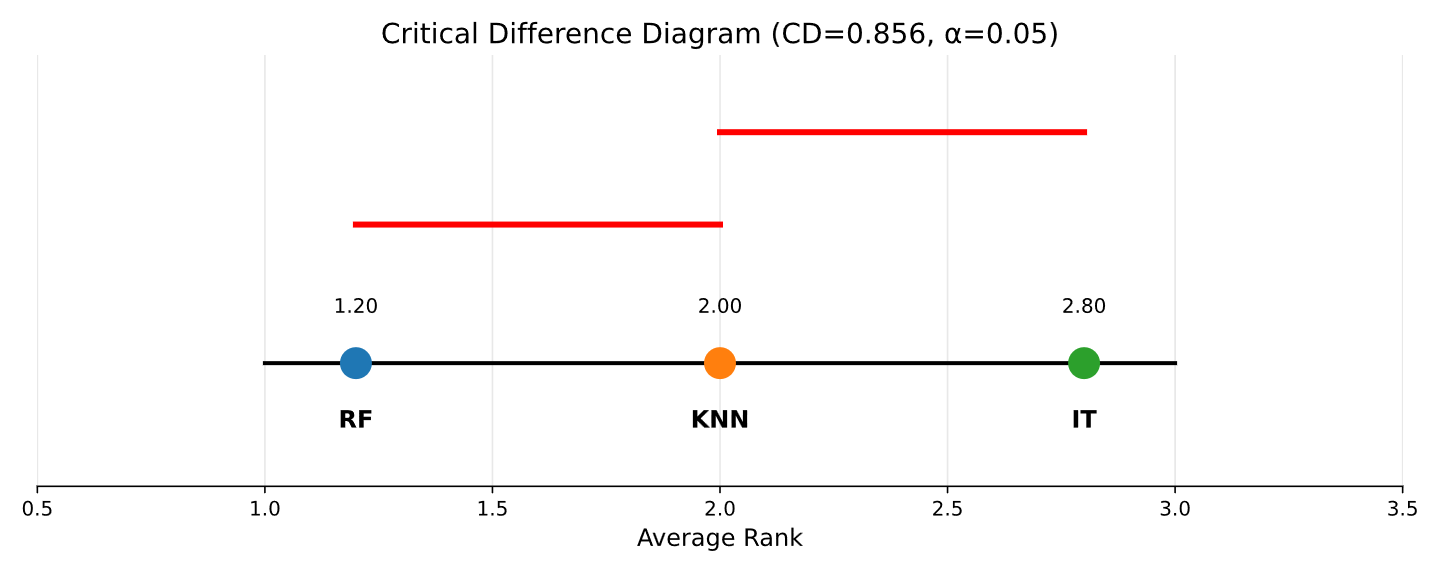 Critical Difference Diagram (CD=0.856, α=0.05)
1.20 2.00 2.80
RF KNN IT
0.5 1.0 1.5 2.0 2.5 3.0 3.5
Average Rank